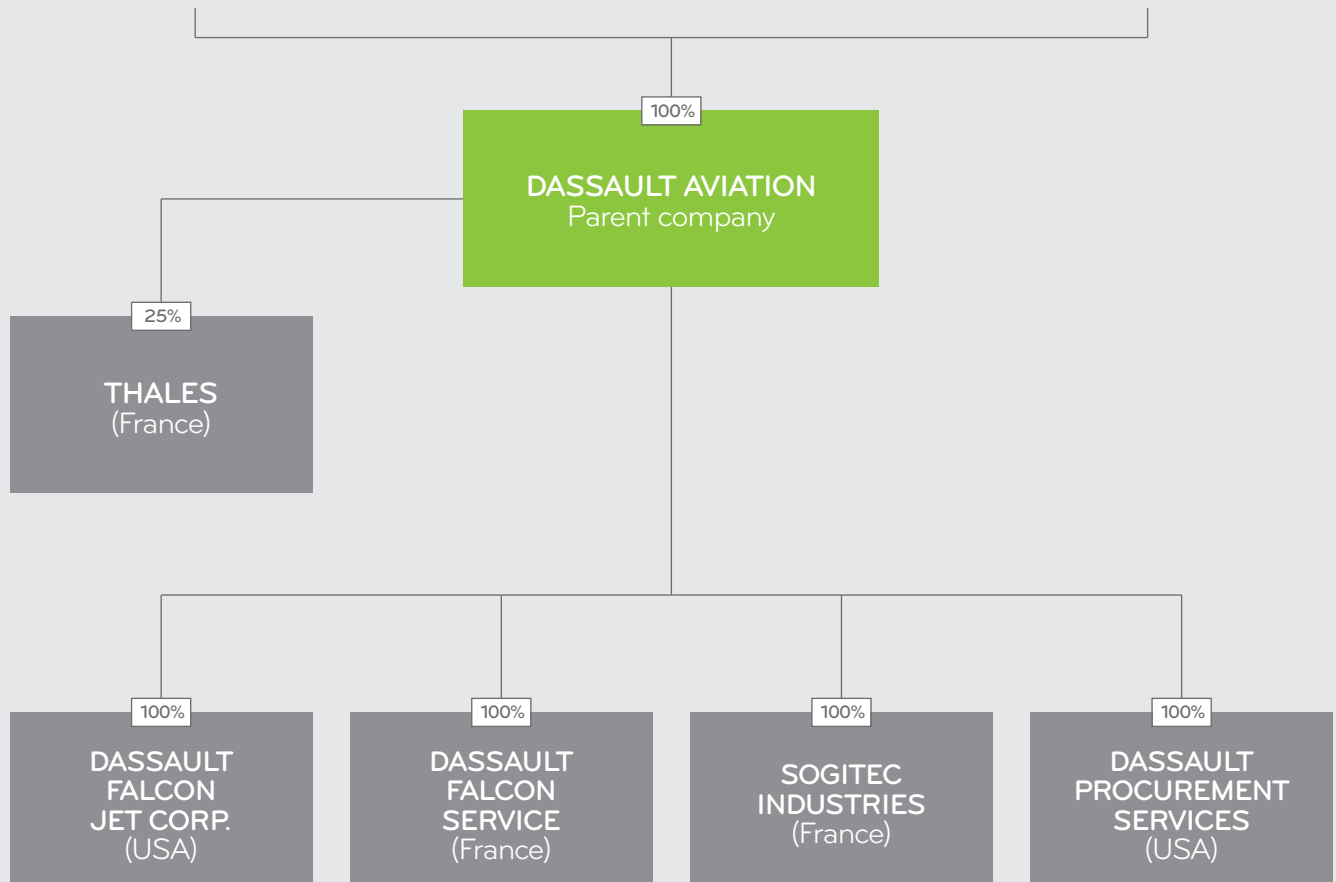 100%
DASSAULT AVIATION
Parent company
25%
THALES
(France)
100%
DASSAULT
FALCON
JET CORP.
(USA)
100%
DASSAULT
FALCON
SERVICE
(France)
100%
SOGITEC
INDUSTRIES
(France)
100%
DASSAULT
PROCUREMENT
SERVICES
(USA)